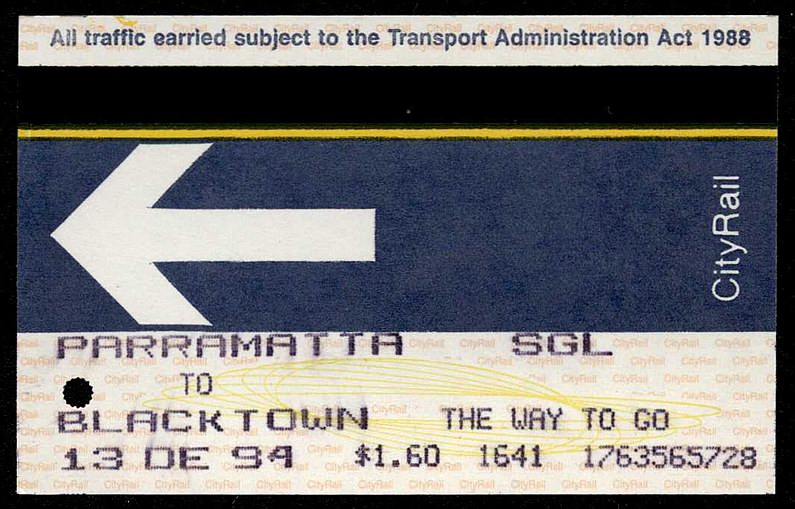 All traffic carried subject to the Transport Administration Act 1988
CityRail
PARRAMATTA SGL
TO
BLACKTOWN THE WAY TO GO
13 DE 94 $1.60 1641 1763565728